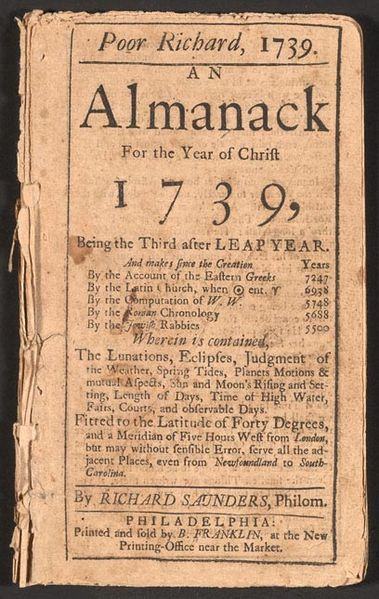 Poor Richard, 1739.
AN
Almanack
For the Year of Chriſt
1739,
Being the Third after LEAP YEAR.
And makes ſince the Creation Years
By the Account of the Eaſtern Greeks 7247
By the Latin Church, when ☉ ent. ♈ 6938
By the Computation of W. W. 5748
By the Roman Chronology 5688
By the Jewiſh Rabbies 5500
Wherein is contained,
The Lunations, Eclipſes, Judgment of
the Weather, Spring Tides, Planets Motions &
mutual Aſpects, Sun and Moon's Riſing and Set-
ting, Length of Days, Time of High Water,
Fairs, Courts, and obſervable Days.
Fitted to the Latitude of Forty Degrees,
and a Meridian of Five Hours Weſt from London,
but may without ſenſible Error, ſerve all the ad-
jacent Places, even from Newfoundland to South-
Carolina.
By RICHARD SAUNDERS, Philom.
PHILADELPHIA:
Printed and ſold by B. FRANKLIN, at the New
Printing-Office near the Market.